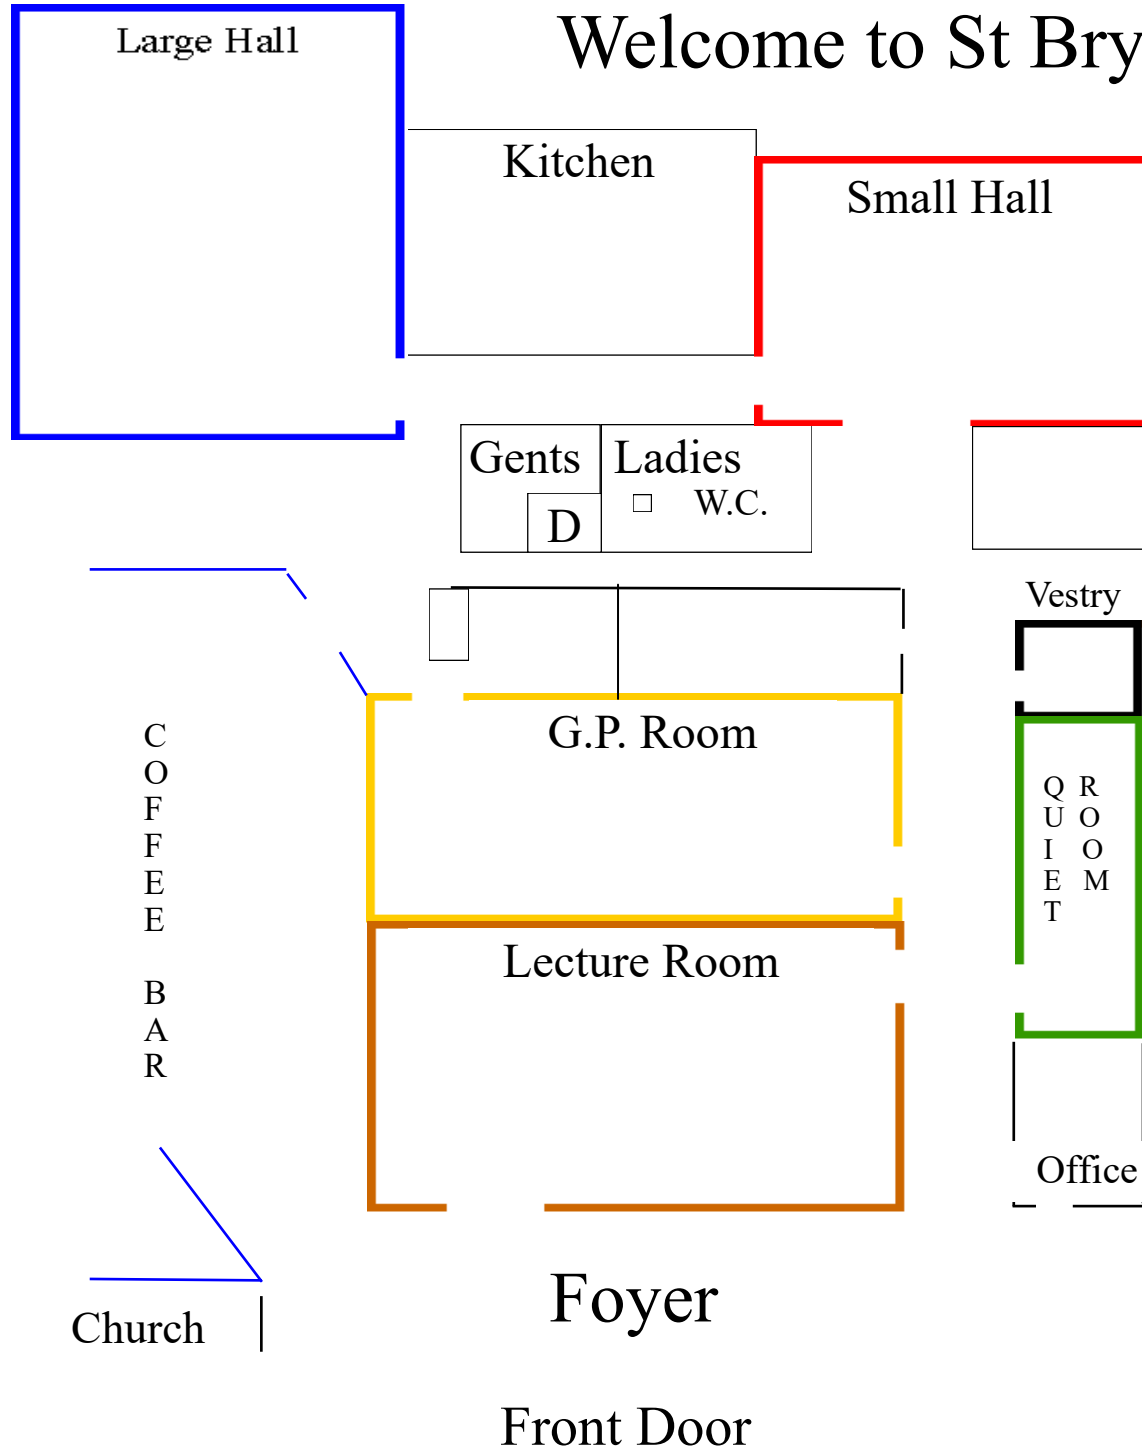 Welcome to St Bry
Large Hall
Kitchen
Small Hall
Gents
Ladies
W.C.
D
Vestry
G.P. Room
COFFEE BAR
QUIET ROOM
Lecture Room
Office
Foyer
Church
Front Door